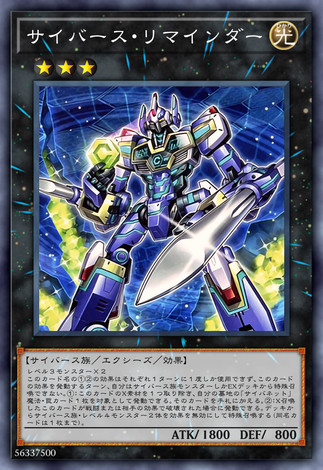 サイバース・リマインダー
光
【サイバース族/エクシーズ/効果】
レベル3モンスター×2
このカード名の①②の効果はそれぞれ1ターンに1度しか使用できず、このカード
の効果を発動するターン、自分はサイバース族モンスターしかEXデッキから特殊召
喚できない。①:このカードのX素材を1つ取り除き、自分の墓地の「サイバネット」
魔法・罠カード1枚を対象として発動できる。そのカードを手札に加える。②:X召喚
したこのカードが戦闘または相手の効果で破壊された場合に発動できる。デッキか
らサイバース族・レベル4モンスター2体を効果を無効にして特殊召喚する(同名カー
ドは1枚まで)。
ATK/1800 DEF/ 800
56337500